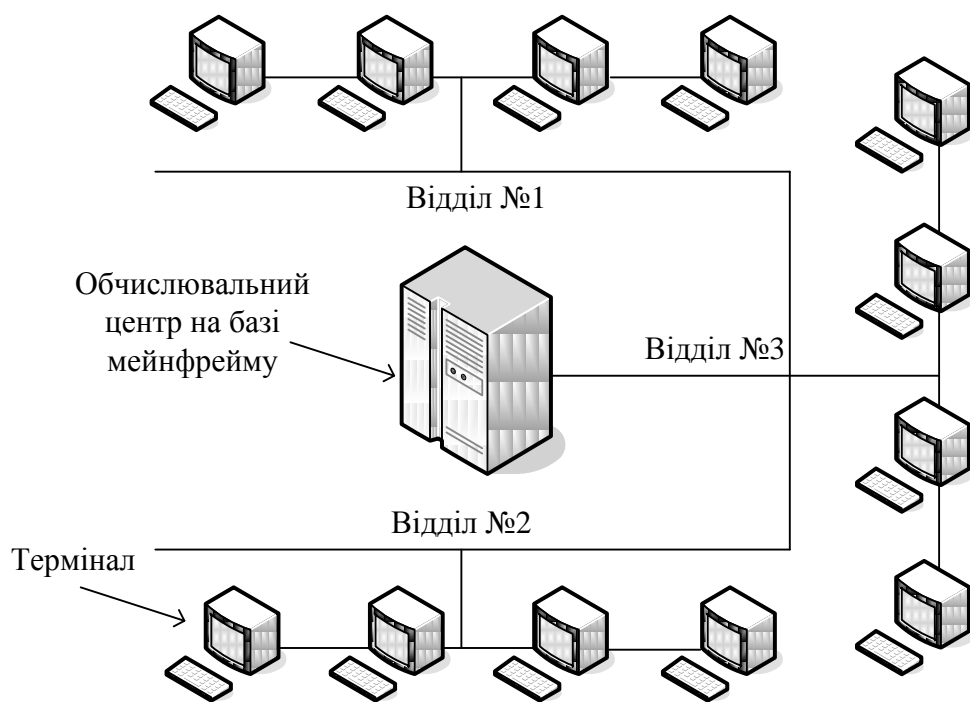 Відділ №1
Обчислювальний
центр на базі
мейнфрейму
Відділ №3
Відділ №2
Термінал